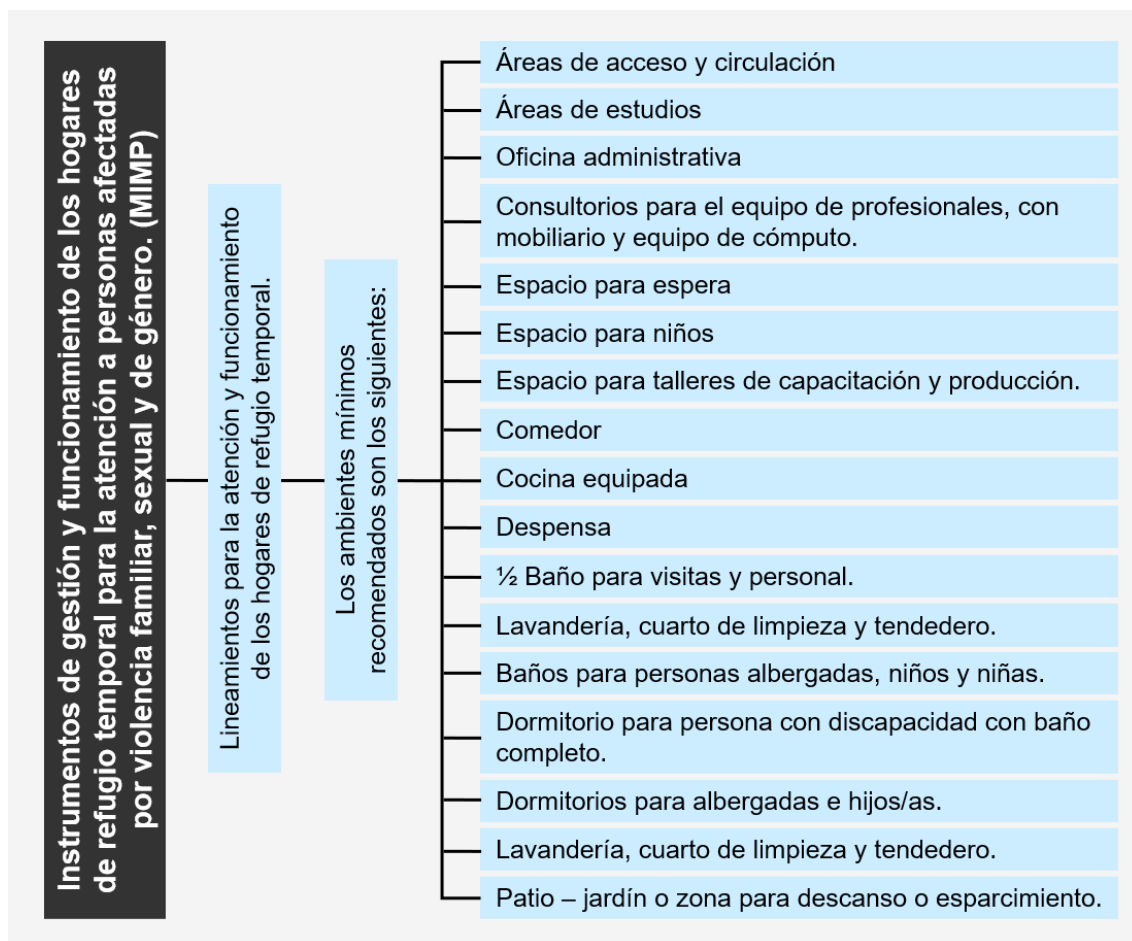 Instrumentos de gestión y funcionamiento de los hogares
de refugio temporal para la atención a personas afectadas
por violencia familiar, sexual y de género. (MIMP)
Lineamientos para la atención y funcionamiento
de los hogares de refugio temporal.
Los ambientes mínimos
recomendados son los siguientes:
Áreas de acceso y circulación
Áreas de estudios
Oficina administrativa
Consultorios para el equipo de profesionales, con
mobiliario y equipo de cómputo.
Espacio para espera
Espacio para niños
Espacio para talleres de capacitación y producción.
Comedor
Cocina equipada
Despensa
½ Baño para visitas y personal.
Lavandería, cuarto de limpieza y tendedero.
Baños para personas albergadas, niños y niñas.
Dormitorio para persona con discapacidad con baño
completo.
Dormitorios para albergadas e hijos/as.
Lavandería, cuarto de limpieza y tendedero.
Patio – jardín o zona para descanso o esparcimiento.